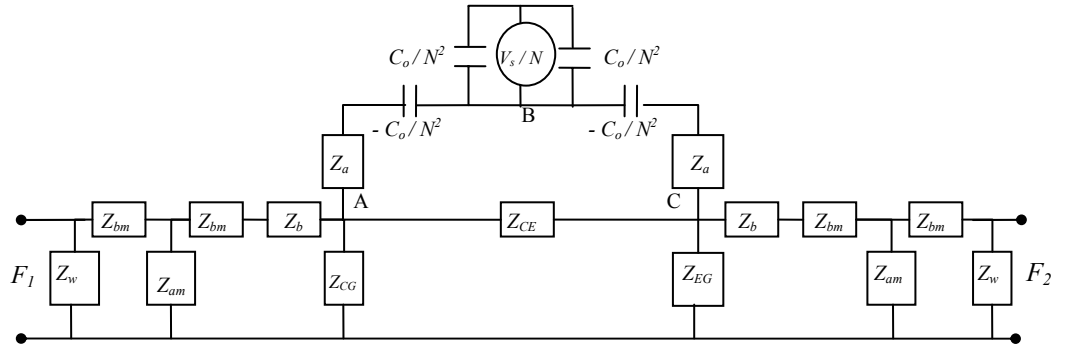 C_o / N^2 V_s / N C_o / N^2
B
- C_o / N^2 - C_o / N^2
Z_a Z_a
A C
Z_bm Z_bm Z_b Z_CE Z_b Z_bm Z_bm
F_1 Z_w Z_am Z_CG Z_EG Z_am Z_w F_2